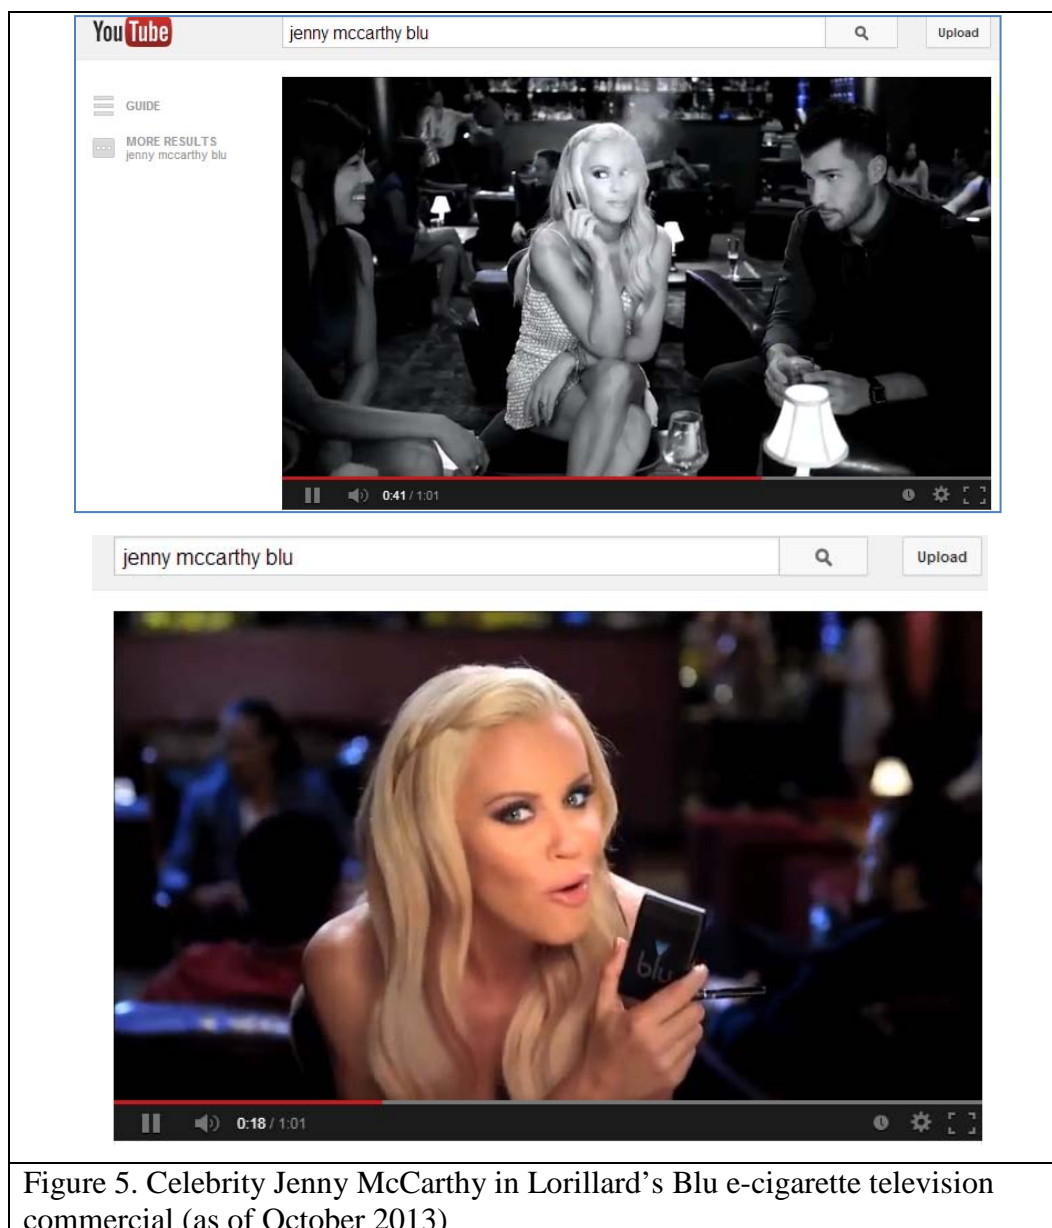 YouTube jenny mccarthy blu Upload
GUIDE
MORE RESULTS
jenny mccarthy blu
0:41 / 1:01
jenny mccarthy blu Upload
blu
0:18 / 1:01
Figure 5. Celebrity Jenny McCarthy in Lorillard’s Blu e-cigarette television
commercial (as of October 2013)